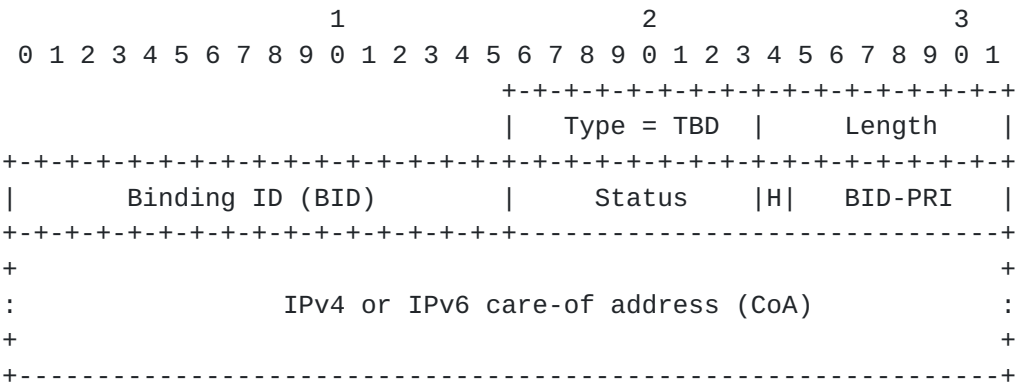 1                   2                   3
 0 1 2 3 4 5 6 7 8 9 0 1 2 3 4 5 6 7 8 9 0 1 2 3 4 5 6 7 8 9 0 1
                                +-+-+-+-+-+-+-+-+-+-+-+-+-+-+-+-+
                                |   Type = TBD  |     Length    |
+-+-+-+-+-+-+-+-+-+-+-+-+-+-+-+-+-+-+-+-+-+-+-+-+-+-+-+-+-+-+-+-+
|       Binding ID (BID)        |     Status    |H|   BID-PRI   |
+-+-+-+-+-+-+-+-+-+-+-+-+-+-+-+-+-------------------------------+
+                                                               +
:                 IPv4 or IPv6 care-of address (CoA)            :
+                                                               +
+---------------------------------------------------------------+